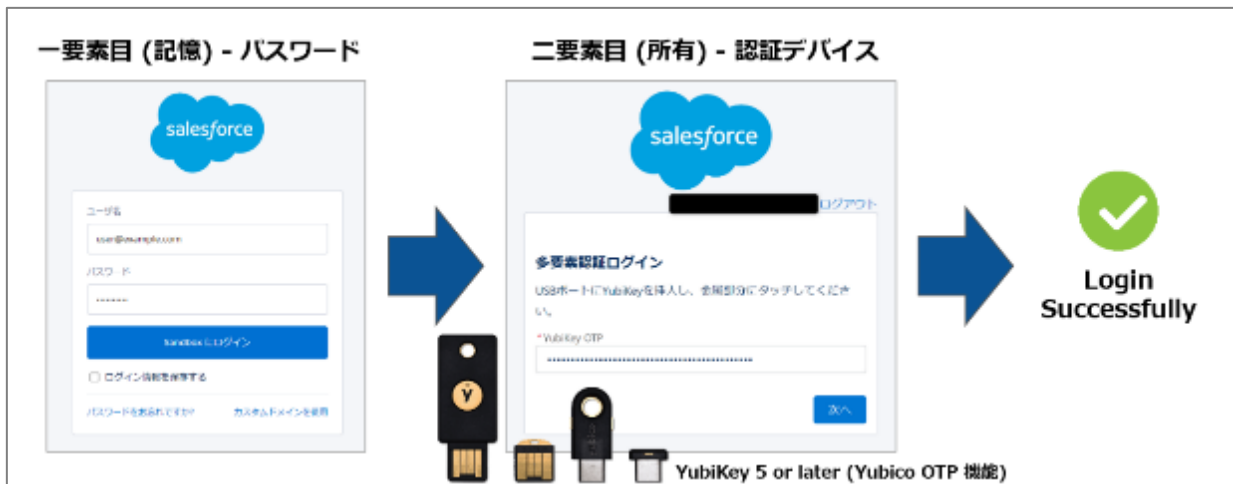 一要素目 (記憶) - パスワード
二要素目 (所有) - 認証デバイス
salesforce
ユーザ名
user@example.com
パスワード
Sandbox にログイン
ログイン情報を保存する
パスワードをお忘れですか?
カスタムドメインを使用
salesforce
ログアウト
多要素認証ログイン
USBポートにYubiKeyを挿入し、金属部分にタッチしてくださ
い。
*YubiKey OTP
次へ
YubiKey 5 or later (Yubico OTP 機能)
Login
Successfully